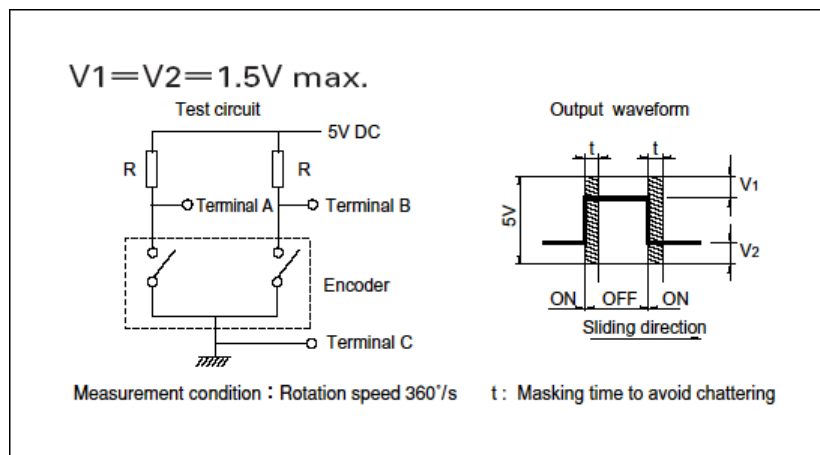 V1＝V2＝1.5V max.
Test circuit
5V DC
R
R
Terminal A
Terminal B
Encoder
Terminal C
Output waveform
t
t
V1
5V
V2
ON
OFF
ON
Sliding direction
Measurement condition：Rotation speed 360˚/s
t : Masking time to avoid chattering